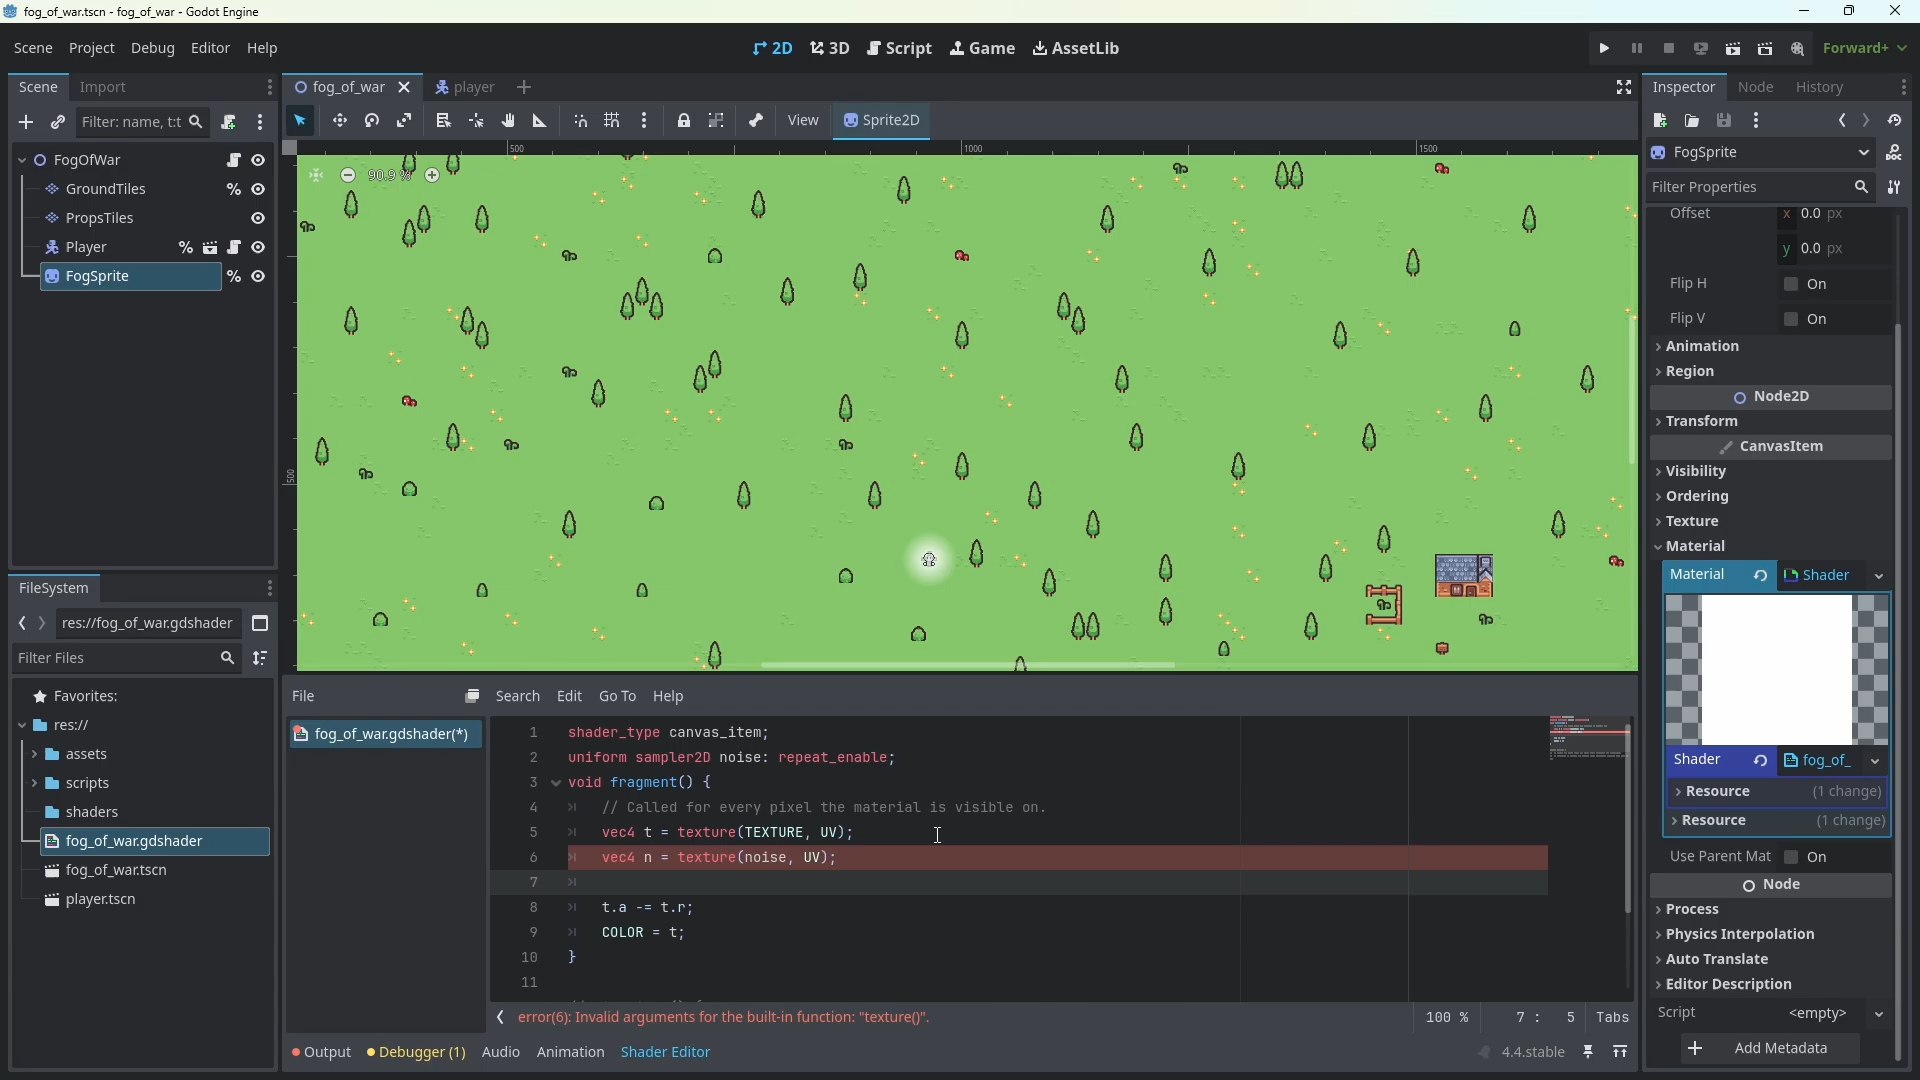 fog_of_war.tscn - fog_of_war - Godot Engine
Scene Project Debug Editor Help
2D 3D Script Game AssetLib
Forward+
Scene Import
fog_of_war player
Inspector Node History
Filter: name, t:t
View Sprite2D
500 1000 1500
FogOfWar
GroundTiles
PropsTiles
Player
FogSprite
90.9 %
500
FogSprite
Filter Properties
Offset x 0.0 px
y 0.0 px
Flip H On
Flip V On
Animation
Region
Node2D
Transform
CanvasItem
Visibility
Ordering
Texture
Material
Material Shader
Shader fog_of_
Resource (1 change)
Resource (1 change)
Use Parent Mat On
Node
Process
Physics Interpolation
Auto Translate
Editor Description
Script <empty>
Add Metadata
FileSystem
res://fog_of_war.gdshader
Filter Files
Favorites:
res://
assets
scripts
shaders
fog_of_war.gdshader
fog_of_war.tscn
player.tscn
File Search Edit Go To Help
fog_of_war.gdshader(*)
1 shader_type canvas_item;
2 uniform sampler2D noise: repeat_enable;
3 void fragment() {
4 // Called for every pixel the material is visible on.
5 vec4 t = texture(TEXTURE, UV);
6 vec4 n = texture(noise, UV);
7
8 t.a -= t.r;
9 COLOR = t;
10 }
11
error(6): Invalid arguments for the built-in function: "texture()".
100 % 7 : 5 Tabs
Output Debugger (1) Audio Animation Shader Editor
4.4.stable